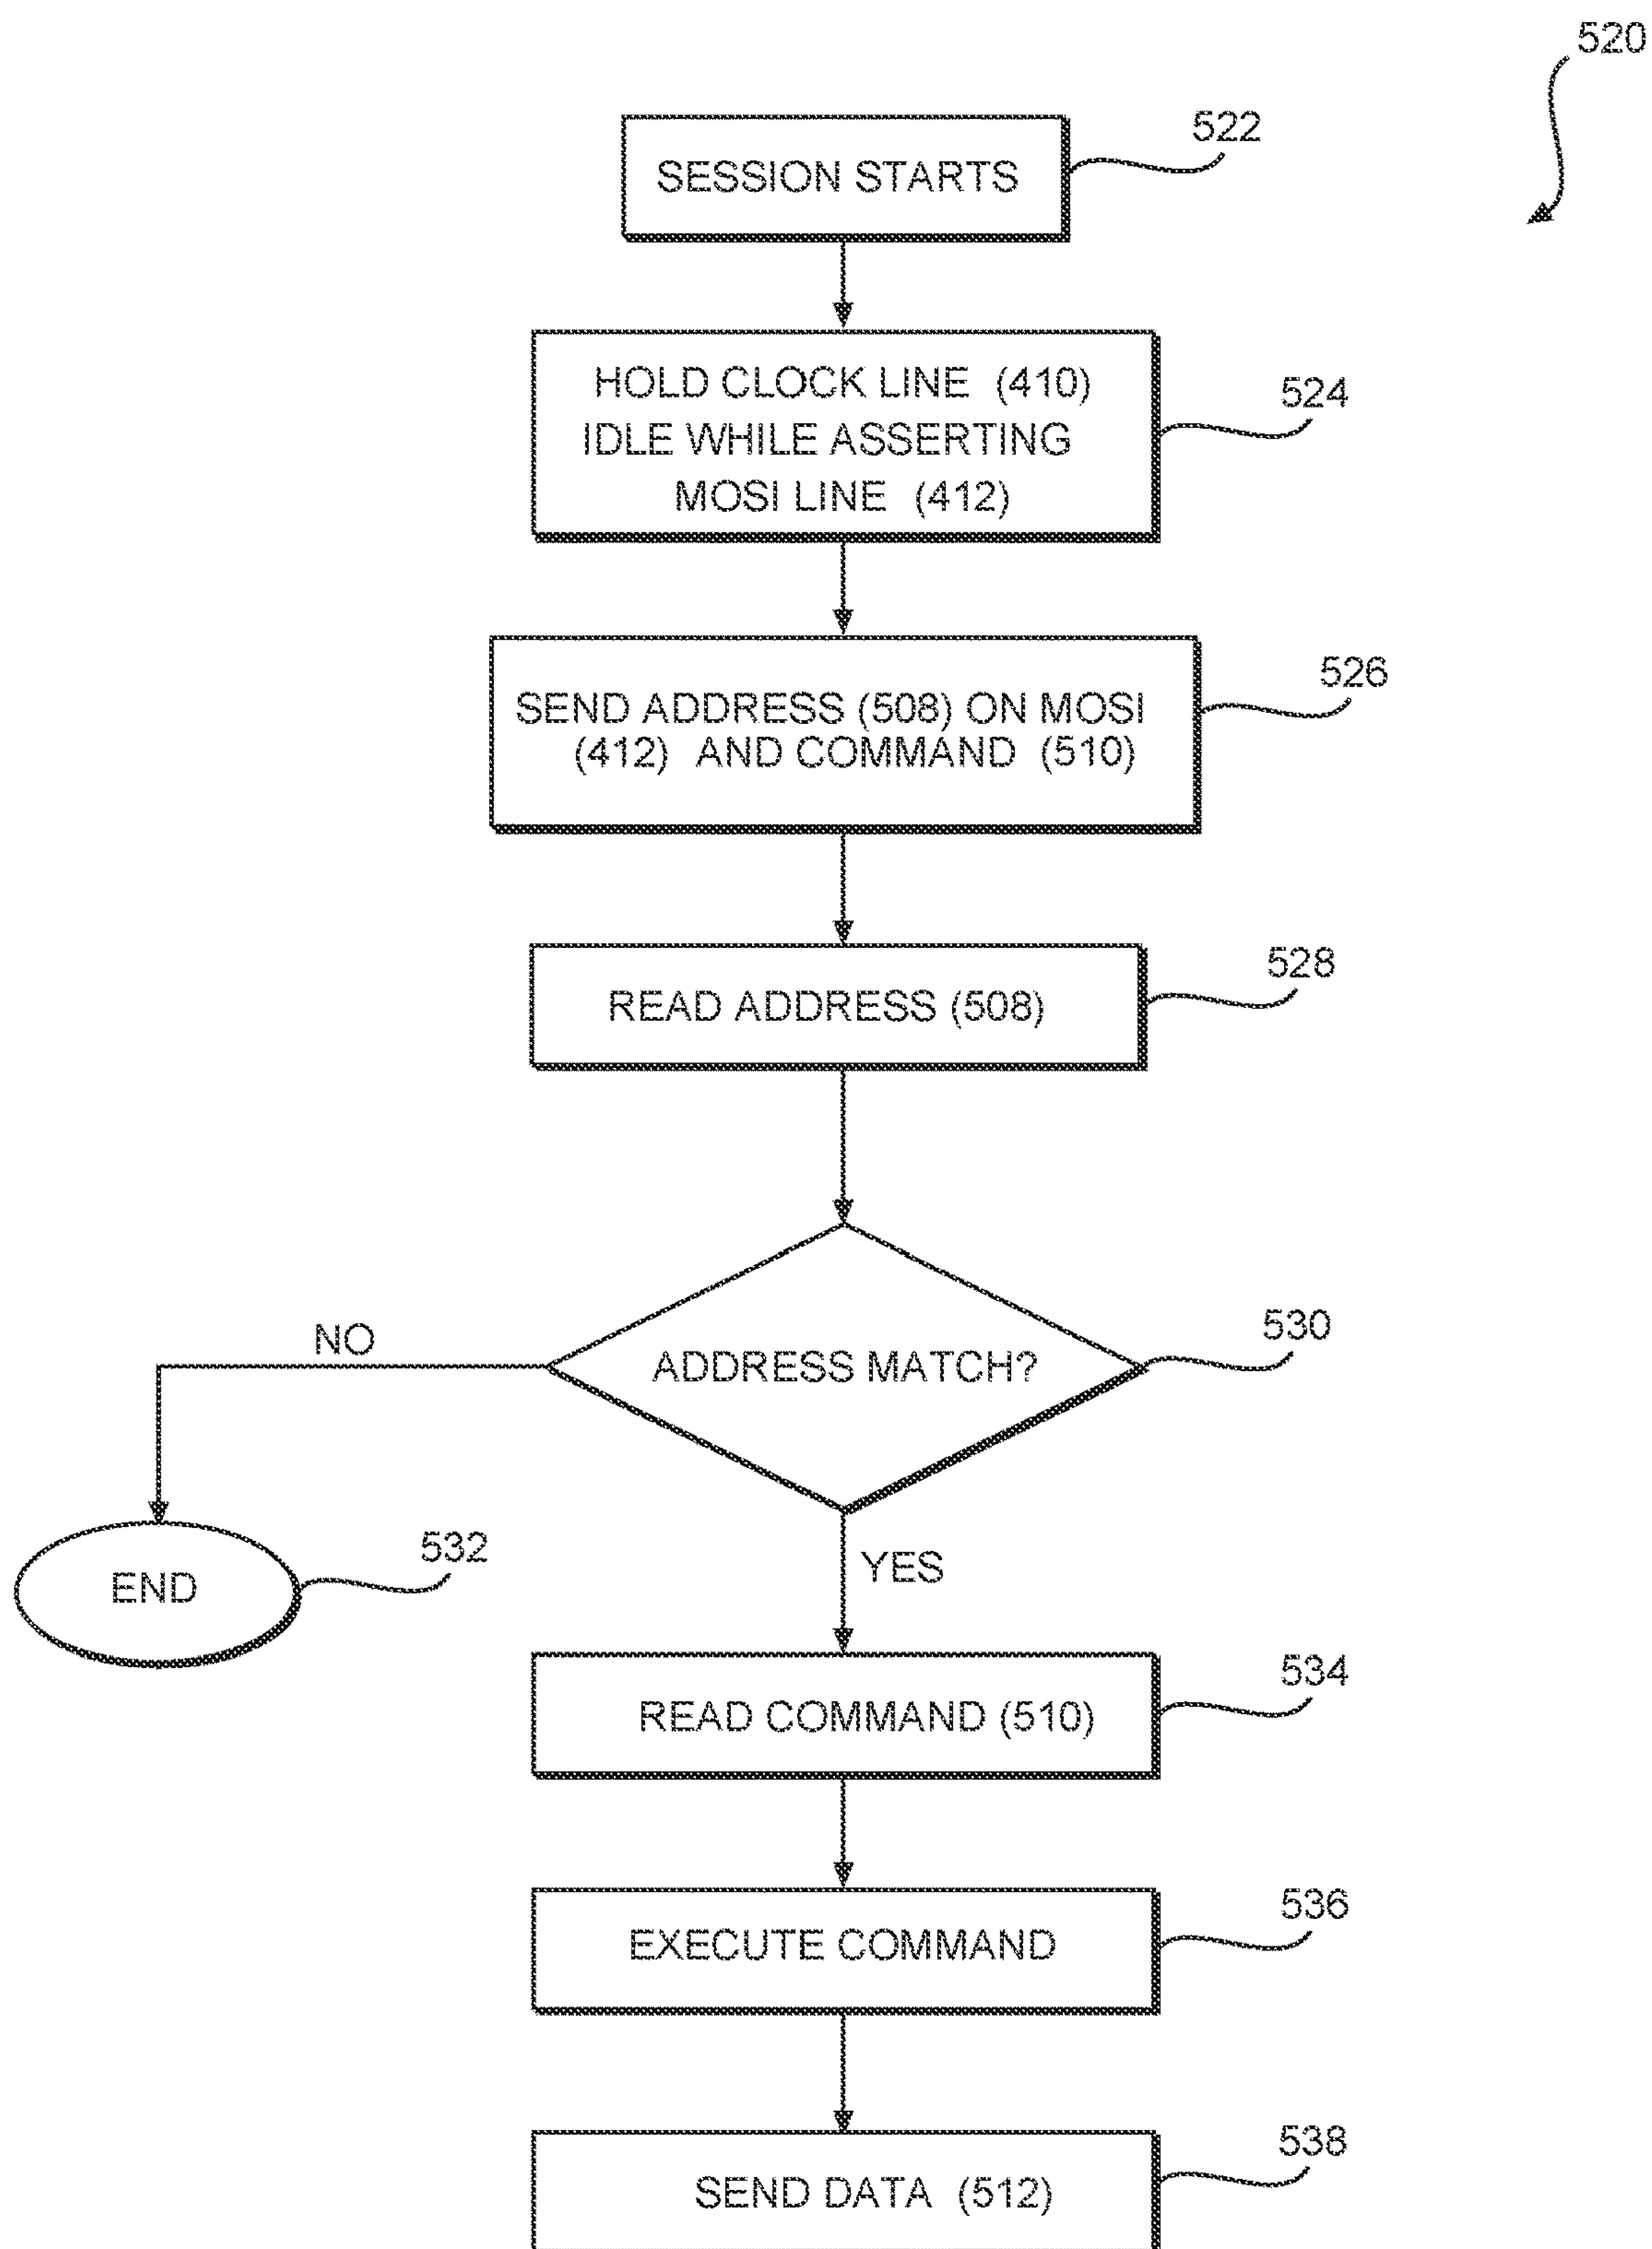 520
522
SESSION STARTS
HOLD CLOCK LINE (410)
IDLE WHILE ASSERTING
MOSI LINE (412)
524
SEND ADDRESS (508) ON MOSI
(412) AND COMMAND (510)
526
READ ADDRESS (508)
528
ADDRESS MATCH?
530
NO
END
532
YES
READ COMMAND (510)
534
EXECUTE COMMAND
536
SEND DATA (512)
538